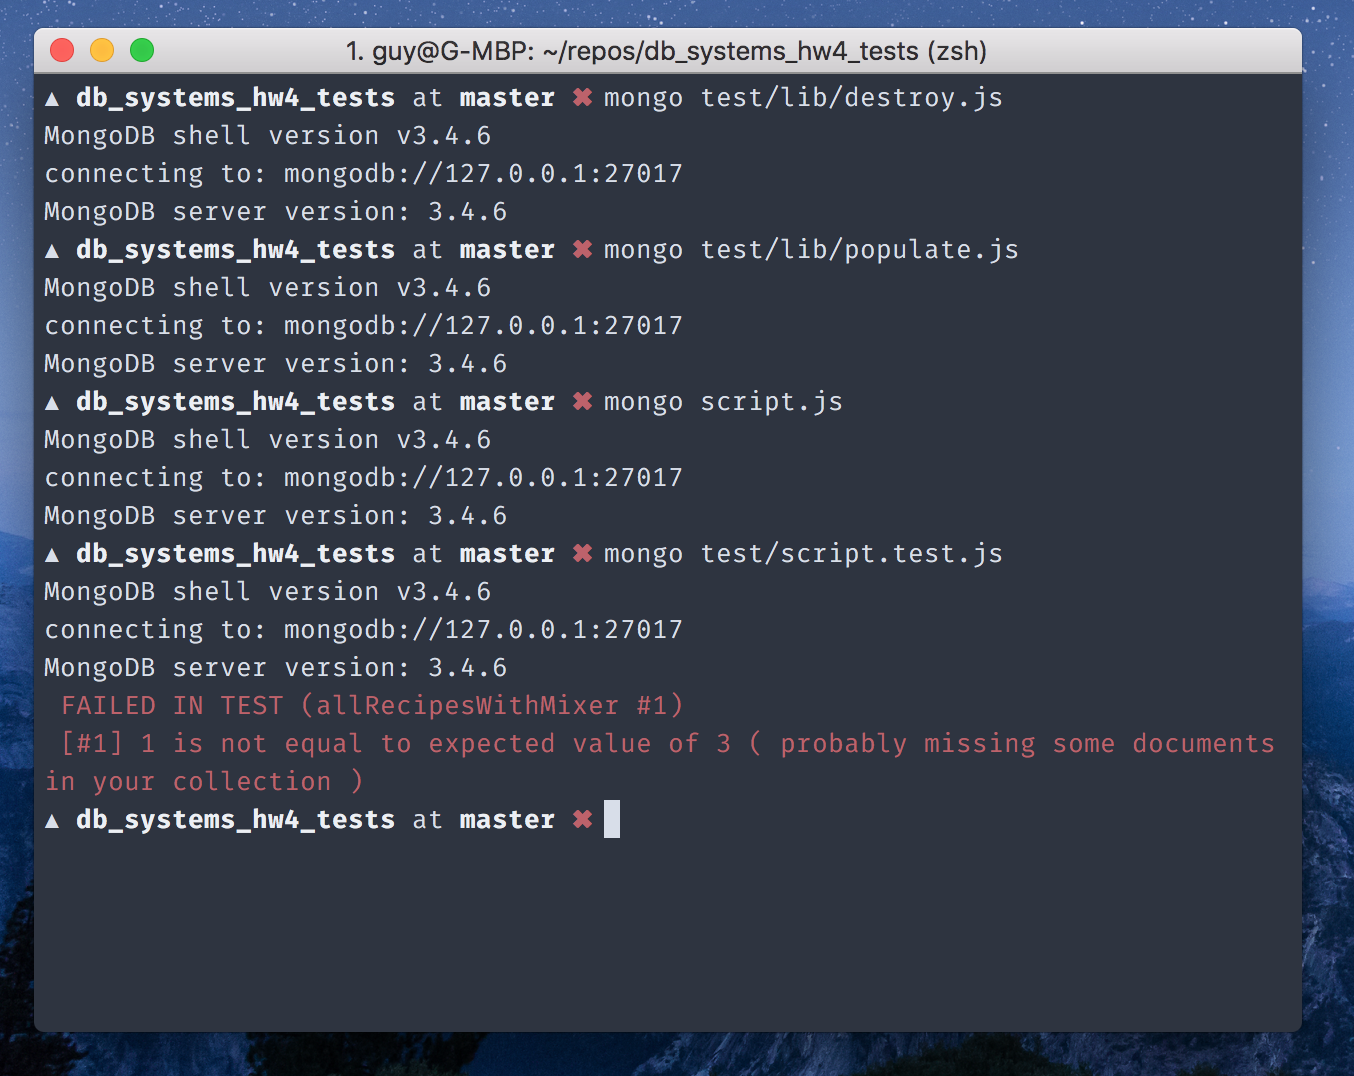 1. guy@G-MBP: ~/repos/db_systems_hw4_tests (zsh)
▲ db_systems_hw4_tests at master ✖ mongo test/lib/destroy.js
MongoDB shell version v3.4.6
connecting to: mongodb://127.0.0.1:27017
MongoDB server version: 3.4.6
▲ db_systems_hw4_tests at master ✖ mongo test/lib/populate.js
MongoDB shell version v3.4.6
connecting to: mongodb://127.0.0.1:27017
MongoDB server version: 3.4.6
▲ db_systems_hw4_tests at master ✖ mongo script.js
MongoDB shell version v3.4.6
connecting to: mongodb://127.0.0.1:27017
MongoDB server version: 3.4.6
▲ db_systems_hw4_tests at master ✖ mongo test/script.test.js
MongoDB shell version v3.4.6
connecting to: mongodb://127.0.0.1:27017
MongoDB server version: 3.4.6
FAILED IN TEST (allRecipesWithMixer #1)
[#1] 1 is not equal to expected value of 3 ( probably missing some documents
in your collection )
▲ db_systems_hw4_tests at master ✖